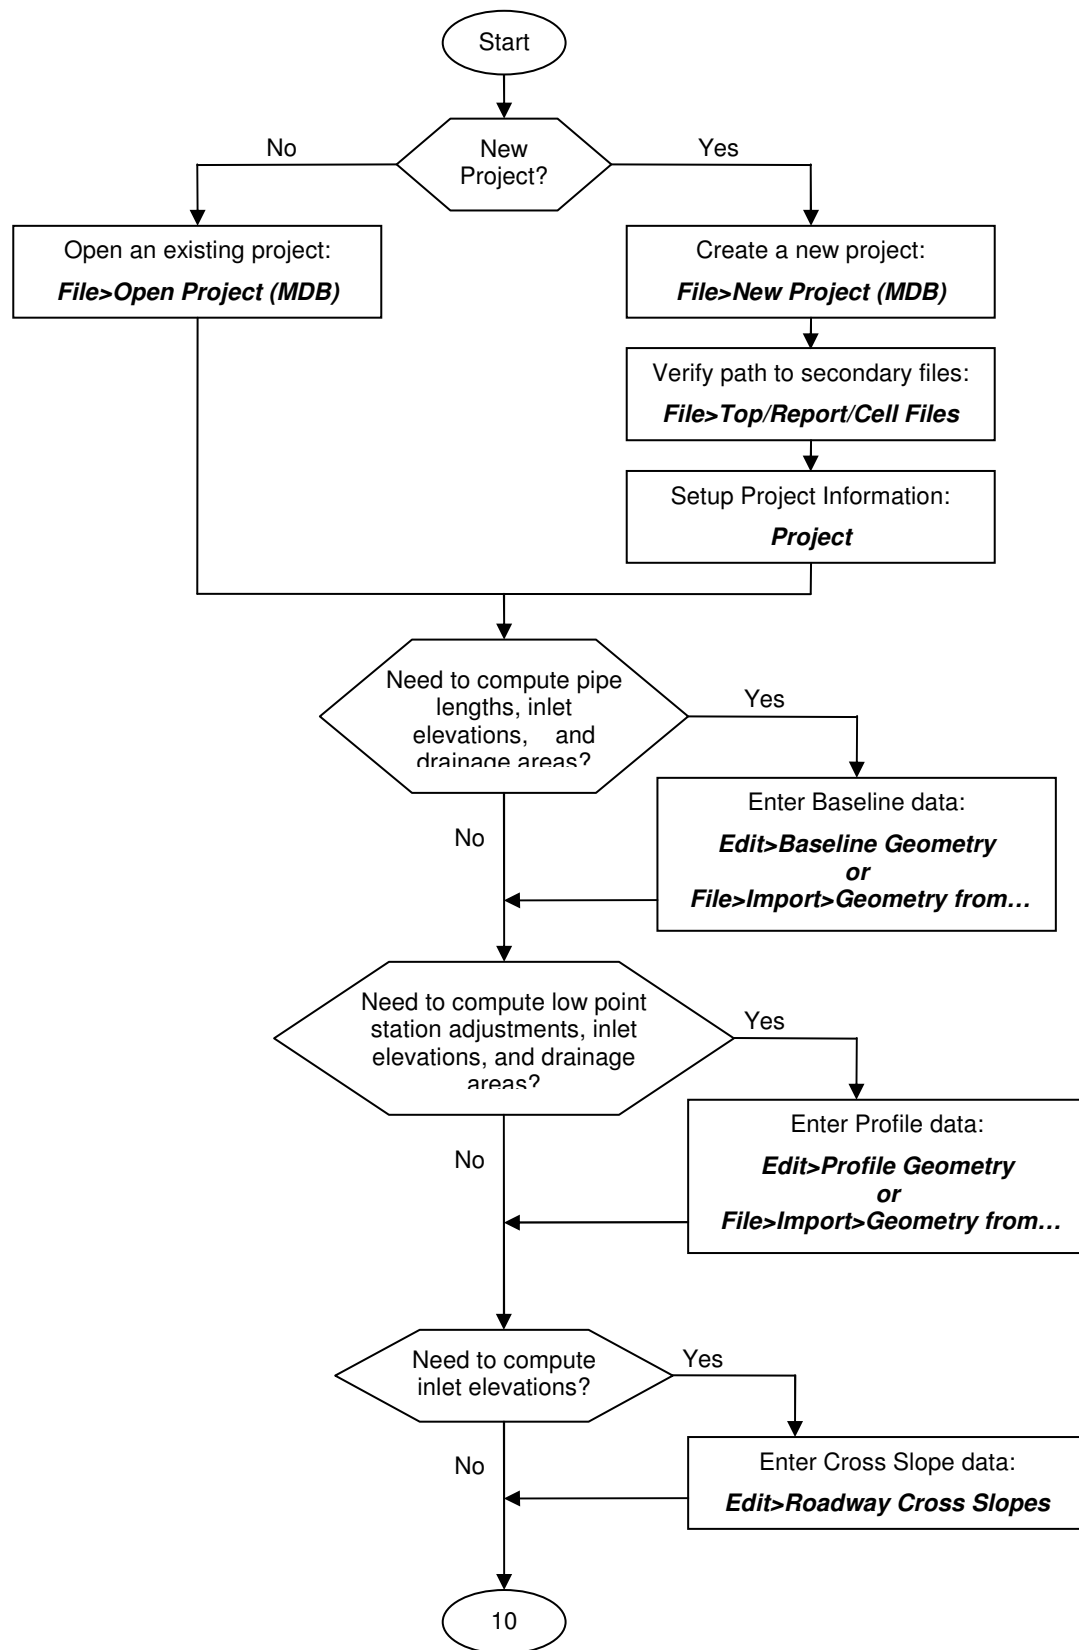 Start
New
Project?
No
Yes
Open an existing project:
File>Open Project (MDB)
Create a new project:
File>New Project (MDB)
Verify path to secondary files:
File>Top/Report/Cell Files
Setup Project Information:
Project
Need to compute pipe
lengths, inlet
elevations, and
drainage areas?
Yes
No
Enter Baseline data:
Edit>Baseline Geometry
or
File>Import>Geometry from…
Need to compute low point
station adjustments, inlet
elevations, and drainage
areas?
Yes
No
Enter Profile data:
Edit>Profile Geometry
or
File>Import>Geometry from…
Need to compute
inlet elevations?
Yes
No
Enter Cross Slope data:
Edit>Roadway Cross Slopes
10